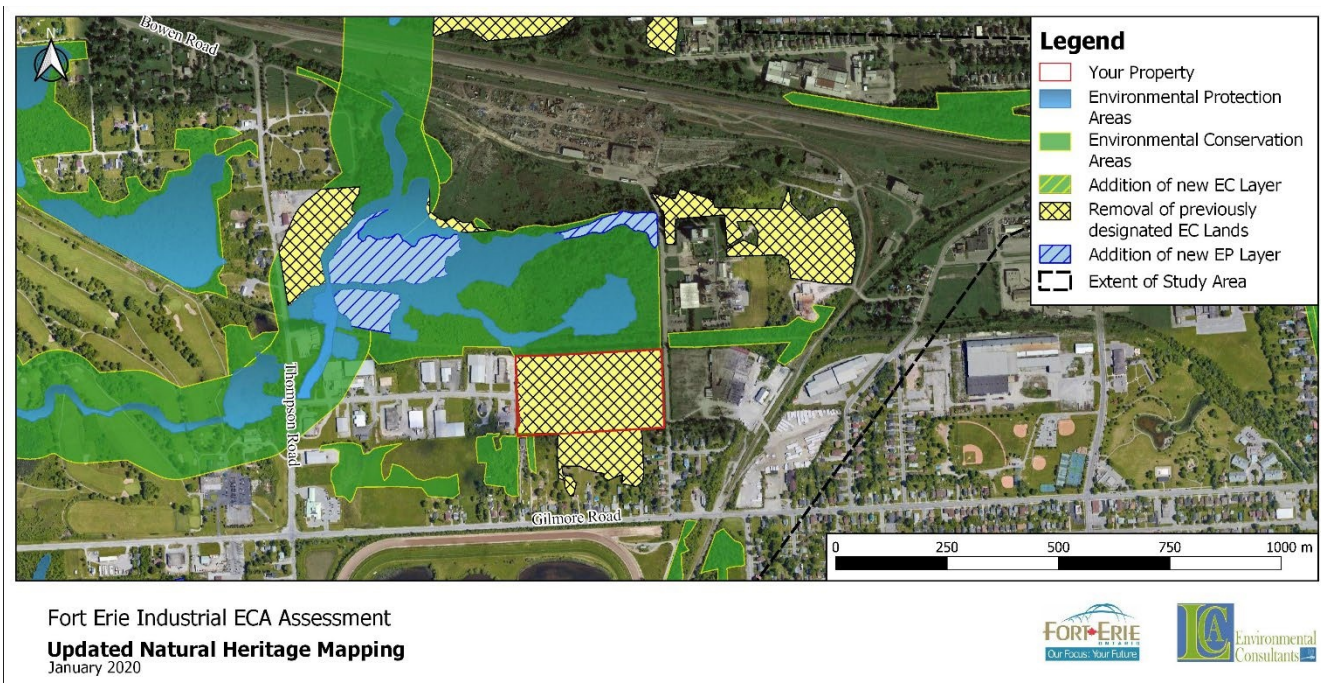 Bowen Road
N
Thompson Road
Gilmore Road
Legend
Your Property
Environmental Protection
Areas
Environmental Conservation
Areas
Addition of new EC Layer
Removal of previously
designated EC Lands
Addition of new EP Layer
Extent of Study Area
0 250 500 750 1000 m
Fort Erie Industrial ECA Assessment
Updated Natural Heritage Mapping
January 2020
FORT ERIE
ONTARIO
Our Focus: Your Future
LCA
Environmental
Consultants